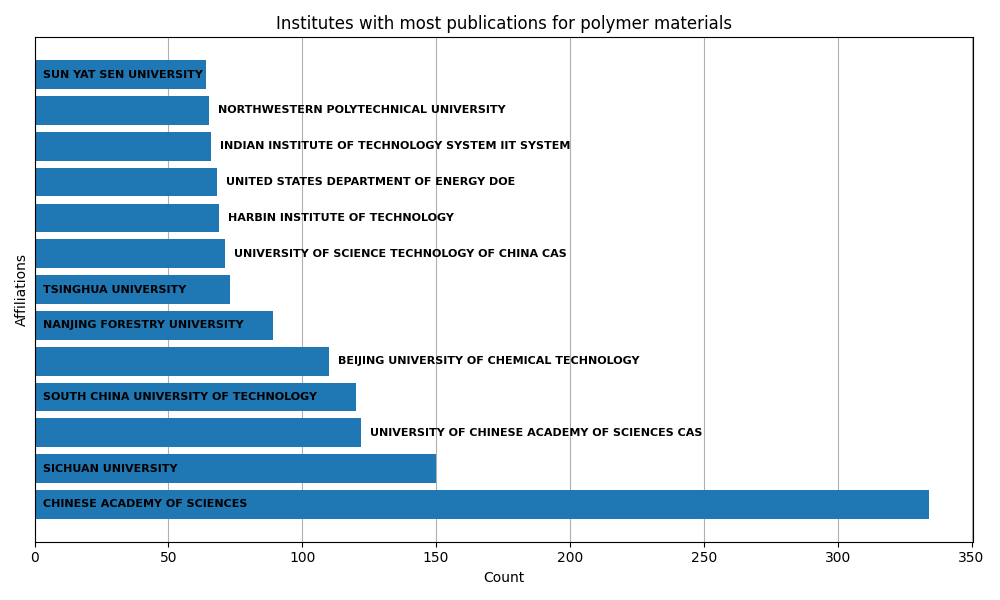 Institutes with most publications for polymer materials
SUN YAT SEN UNIVERSITY
NORTHWESTERN POLYTECHNICAL UNIVERSITY
INDIAN INSTITUTE OF TECHNOLOGY SYSTEM IIT SYSTEM
UNITED STATES DEPARTMENT OF ENERGY DOE
HARBIN INSTITUTE OF TECHNOLOGY
UNIVERSITY OF SCIENCE TECHNOLOGY OF CHINA CAS
TSINGHUA UNIVERSITY
NANJING FORESTRY UNIVERSITY
BEIJING UNIVERSITY OF CHEMICAL TECHNOLOGY
SOUTH CHINA UNIVERSITY OF TECHNOLOGY
UNIVERSITY OF CHINESE ACADEMY OF SCIENCES CAS
SICHUAN UNIVERSITY
CHINESE ACADEMY OF SCIENCES
Affiliations
0 50 100 150 200 250 300 350
Count